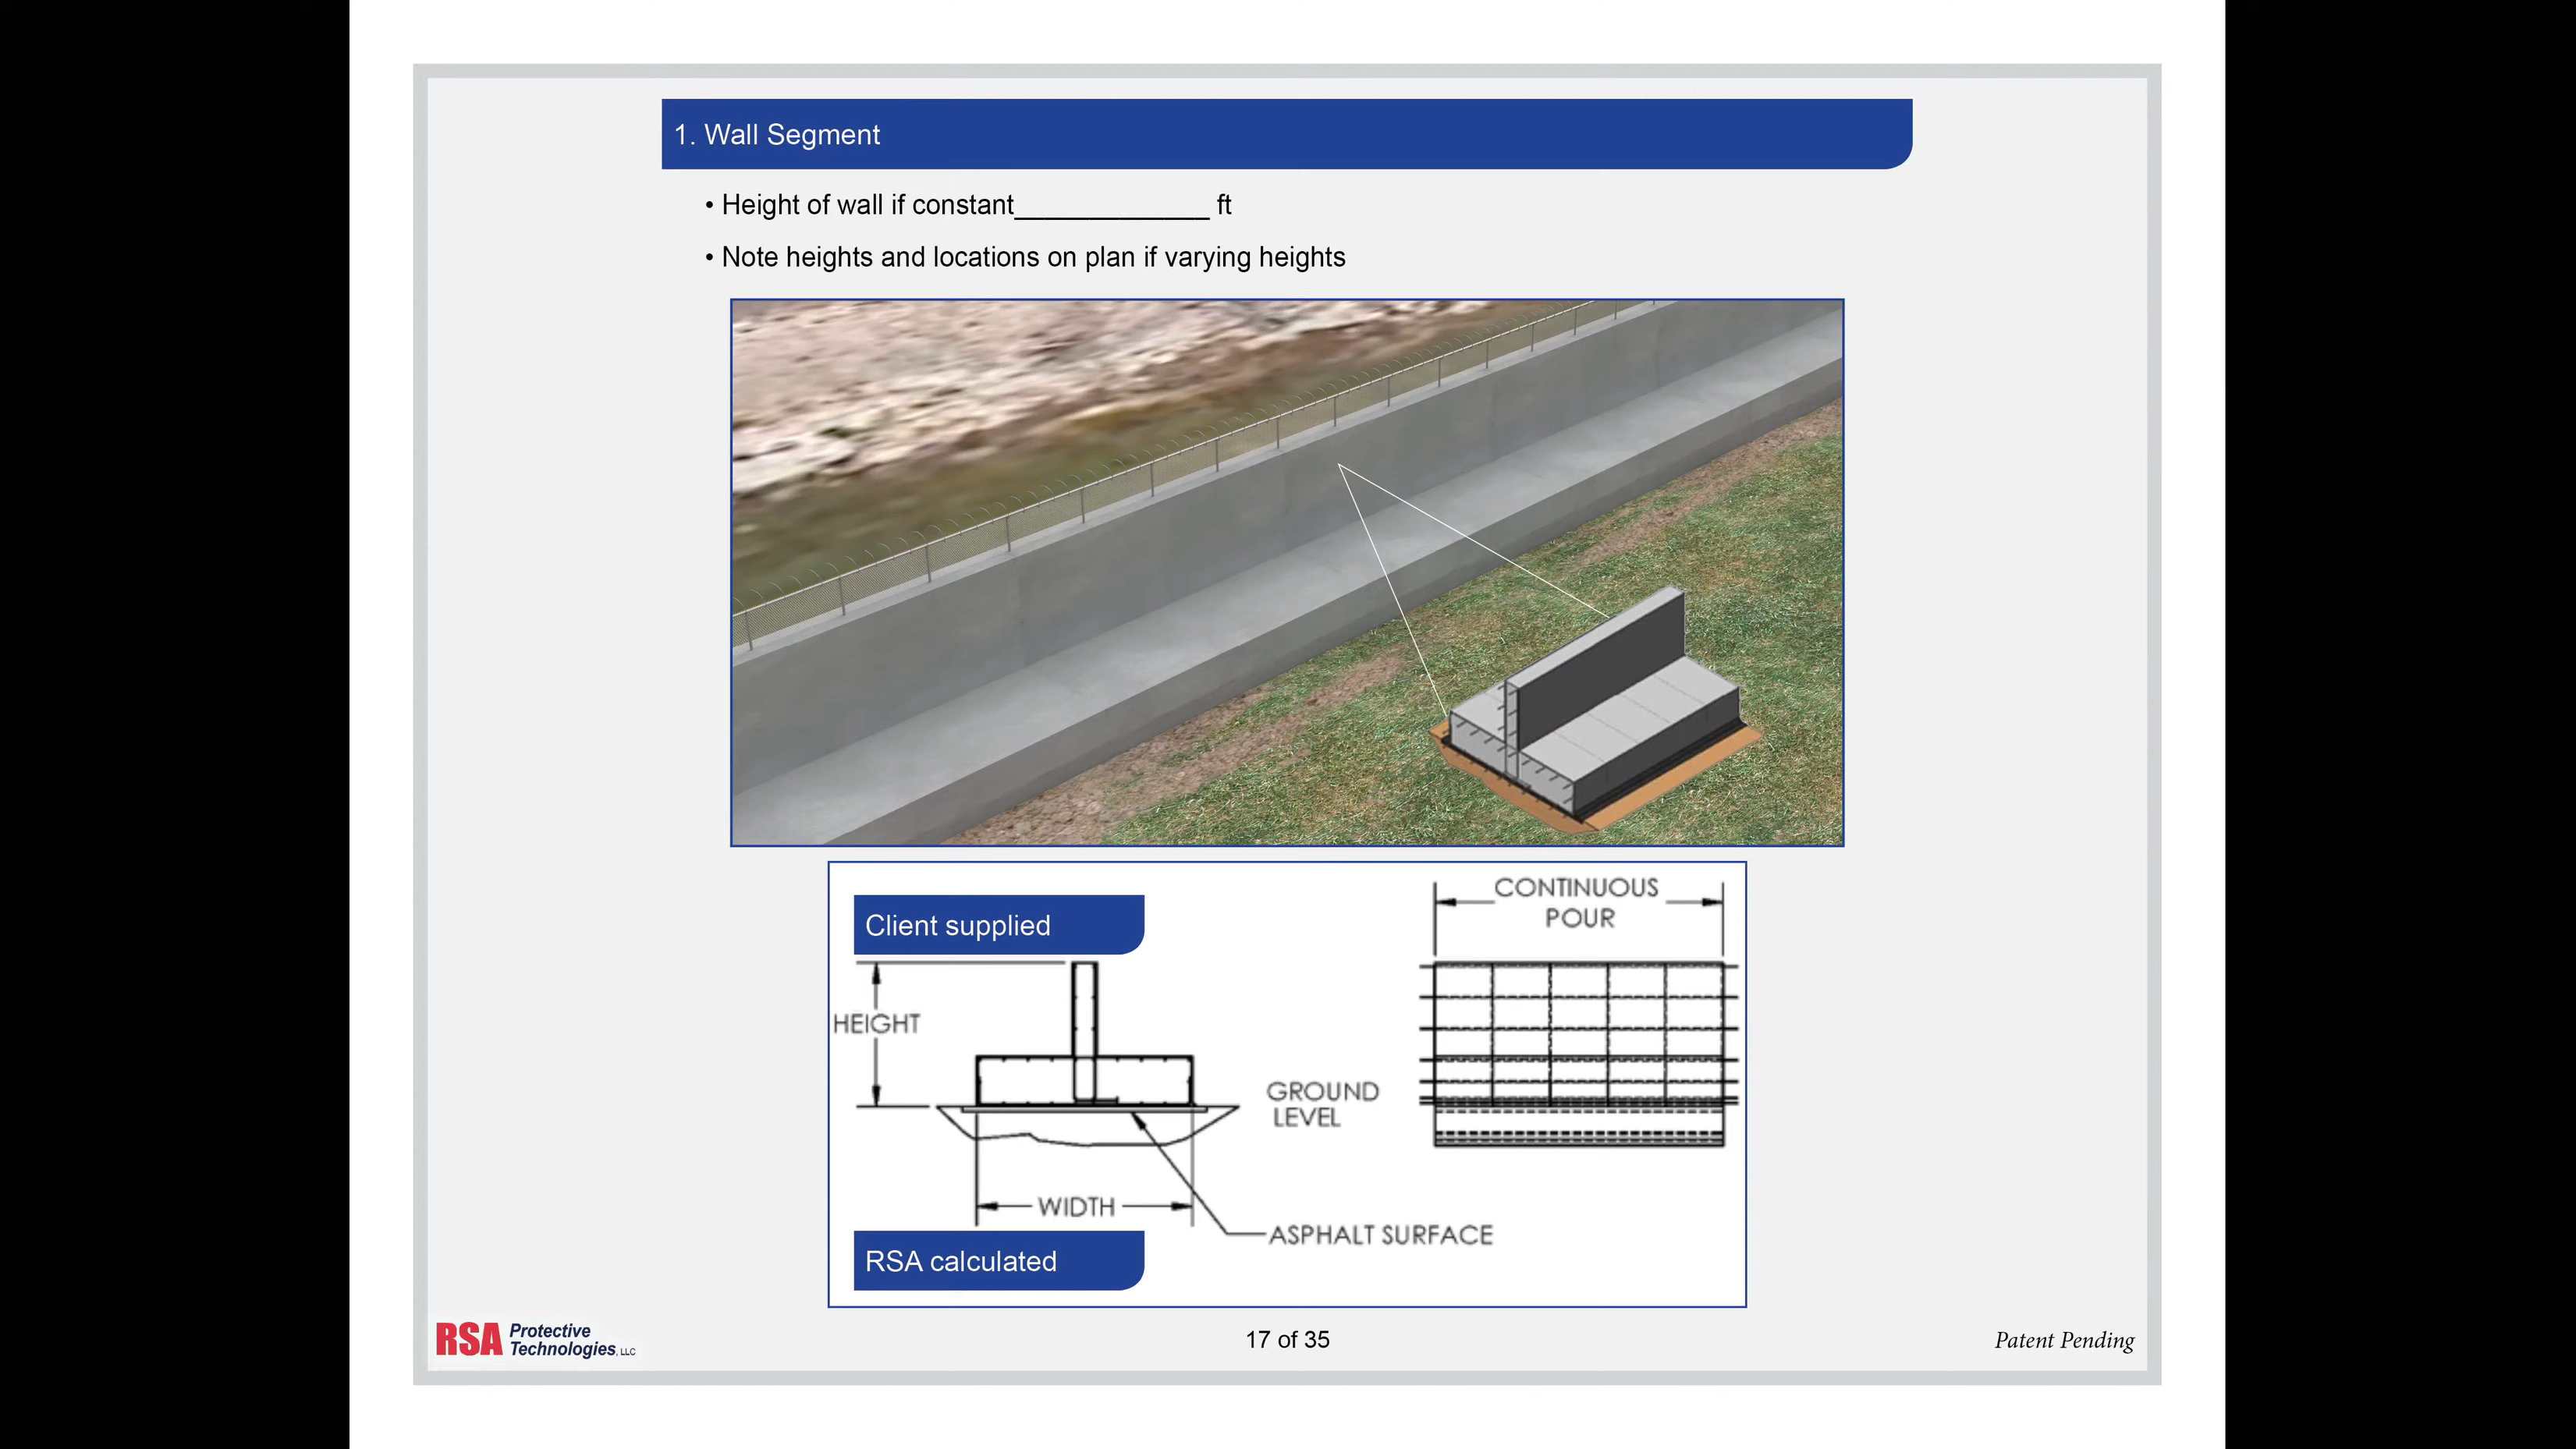 1. Wall Segment
• Height of wall if constant_____________ ft
• Note heights and locations on plan if varying heights
Client supplied
CONTINUOUS
POUR
HEIGHT
GROUND
LEVEL
WIDTH
ASPHALT SURFACE
RSA calculated
RSA Protective
Technologies, LLC
17 of 35
Patent Pending